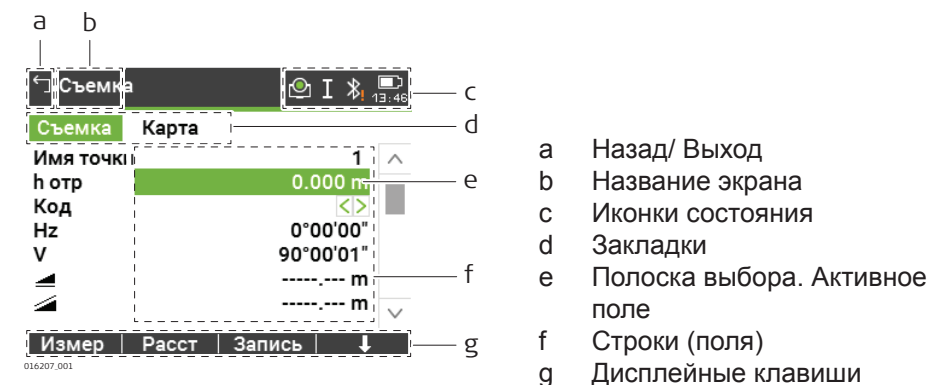 a b
Съемка I 13:46 c
Съемка Карта d
Имя точки 1
h отр 0.000 m e
Код < >
Hz 0°00'00"
V 90°00'01"
-----.--- m f
-----.--- m
Измер Расст Запись g
016207_001
a Назад/ Выход
b Название экрана
c Иконки состояния
d Закладки
e Полоска выбора. Активное
поле
f Строки (поля)
g Дисплейные клавиши